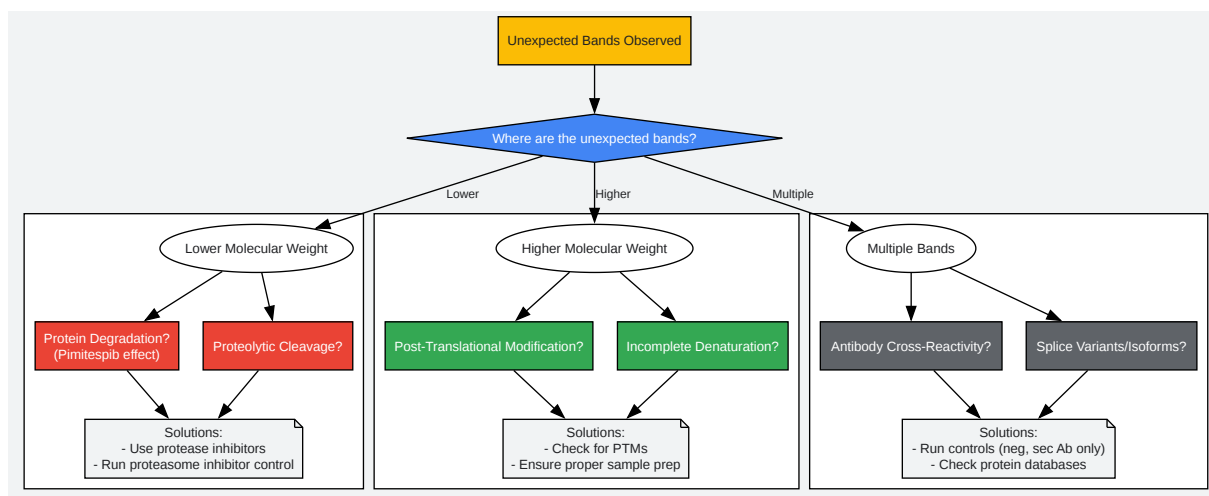 Unexpected Bands Observed
Where are the unexpected bands?
Lower
Higher
Multiple
Lower Molecular Weight
Higher Molecular Weight
Multiple Bands
Protein Degradation?
(Pimitespib effect)
Proteolytic Cleavage?
Post-Translational Modification?
Incomplete Denaturation?
Antibody Cross-Reactivity?
Splice Variants/Isoforms?
Solutions:
- Use protease inhibitors
- Run proteasome inhibitor control
Solutions:
- Check for PTMs
- Ensure proper sample prep
Solutions:
- Run controls (neg, sec Ab only)
- Check protein databases